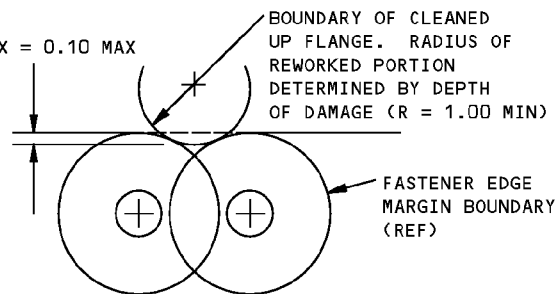 X = 0.10 MAX
BOUNDARY OF CLEANED
UP FLANGE. RADIUS OF
REWORKED PORTION
DETERMINED BY DEPTH
OF DAMAGE (R = 1.00 MIN)
FASTENER EDGE
MARGIN BOUNDARY
(REF)